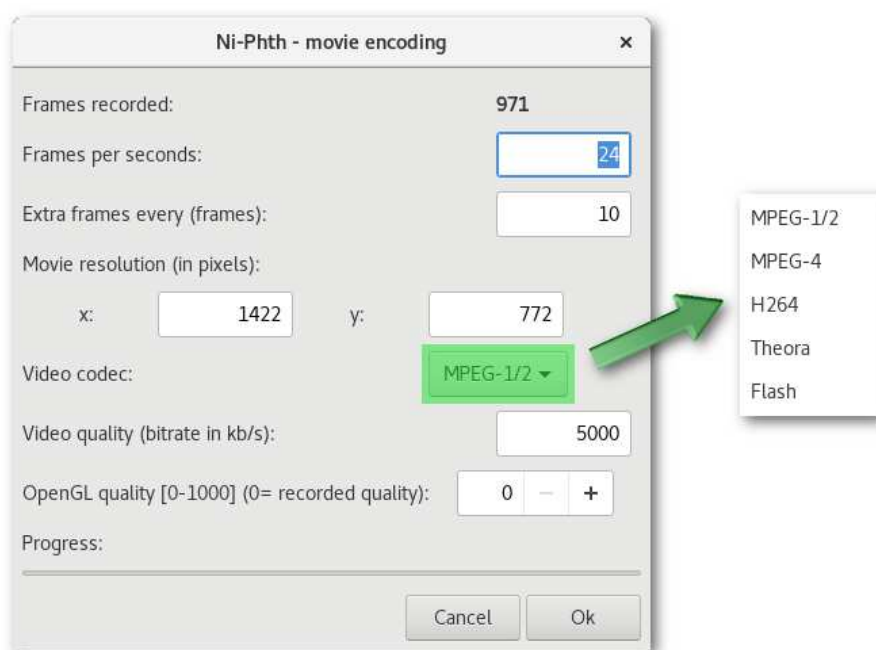 Ni-Phth - movie encoding ×
Frames recorded: 971
Frames per seconds: 24
Extra frames every (frames): 10
Movie resolution (in pixels):
x: 1422 y: 772
Video codec: MPEG-1/2
Video quality (bitrate in kb/s): 5000
OpenGL quality [0-1000] (0= recorded quality): 0 − +
Progress:
Cancel Ok
MPEG-1/2
MPEG-4
H264
Theora
Flash